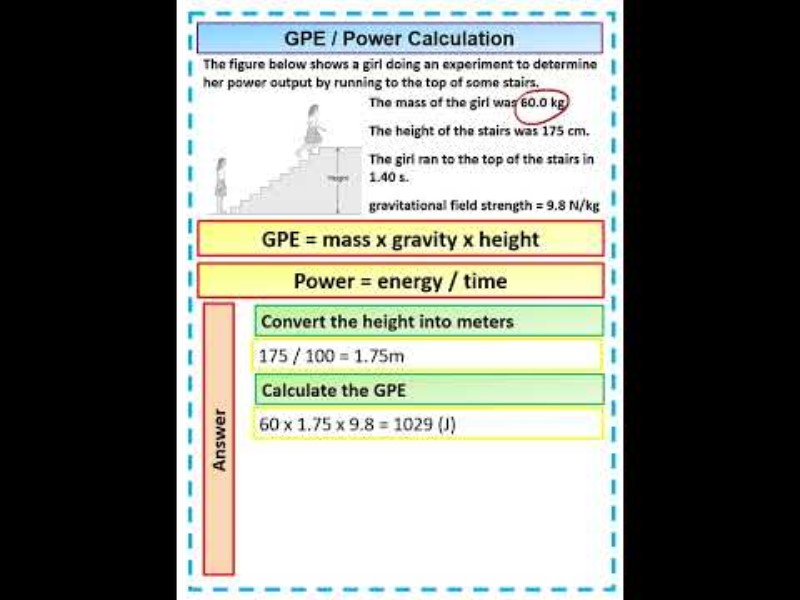 GPE / Power Calculation
The figure below shows a girl doing an experiment to determine
her power output by running to the top of some stairs.
The mass of the girl was 60.0 kg.
The height of the stairs was 175 cm.
The girl ran to the top of the stairs in
1.40 s.
Height
gravitational field strength = 9.8 N/kg
GPE = mass x gravity x height
Power = energy / time
Answer
Convert the height into meters
175 / 100 = 1.75m
Calculate the GPE
60 x 1.75 x 9.8 = 1029 (J)